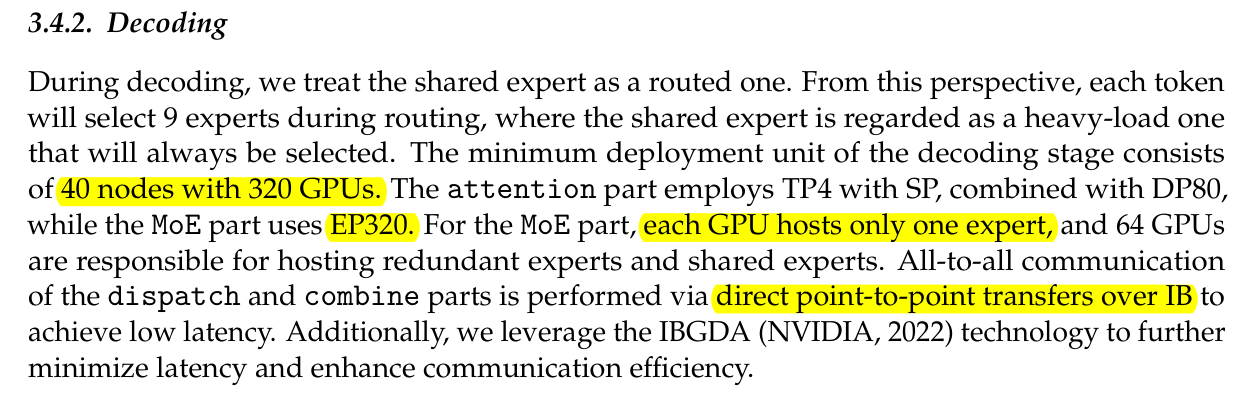 3.4.2. Decoding
During decoding, we treat the shared expert as a routed one. From this perspective, each token
will select 9 experts during routing, where the shared expert is regarded as a heavy-load one
that will always be selected. The minimum deployment unit of the decoding stage consists
of 40 nodes with 320 GPUs. The attention part employs TP4 with SP, combined with DP80,
while the MoE part uses EP320. For the MoE part, each GPU hosts only one expert, and 64 GPUs
are responsible for hosting redundant experts and shared experts. All-to-all communication
of the dispatch and combine parts is performed via direct point-to-point transfers over IB to
achieve low latency. Additionally, we leverage the IBGDA (NVIDIA, 2022) technology to further
minimize latency and enhance communication efficiency.